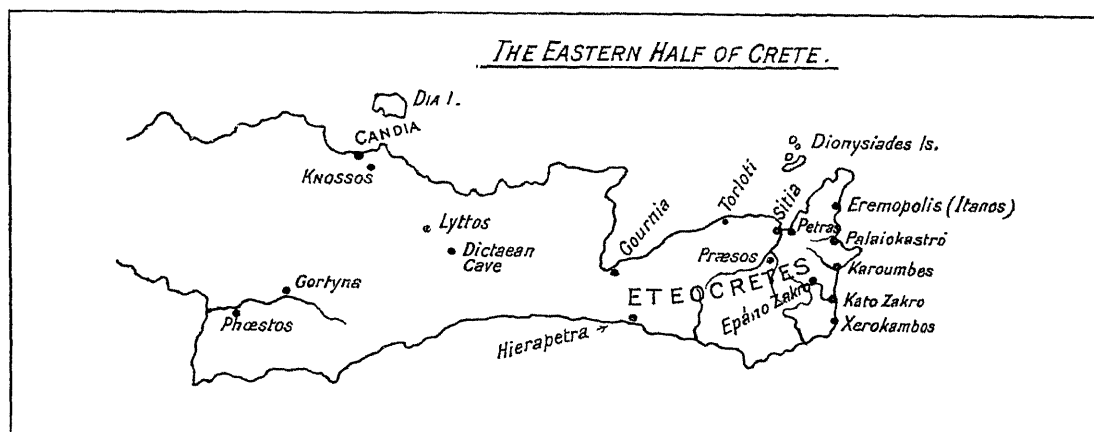 THE EASTERN HALF OF CRETE.
DIA I.
CANDIA
KNOSSOS
Dionysiades Is.
Lyttos
Dictaean
Cave
Gournia
Torloti
Sitia
Petras
Eremopolis (Itanos)
Palaiokastro
Præsos
Karoumbes
ETEOCRETES
Gortyna
Phœstos
Epáno Zakro
Kato Zakro
Xerokambos
Hierapetra